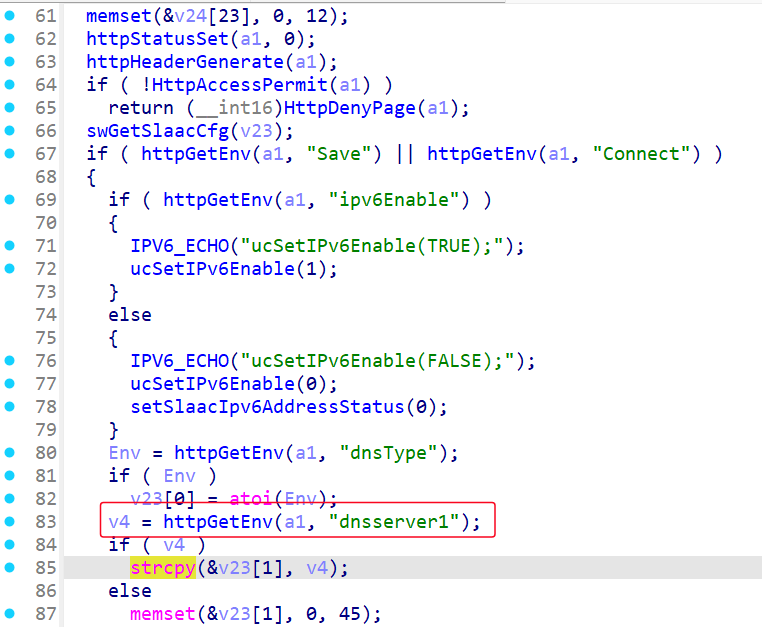 61 memset(&v24[23], 0, 12);
62 httpStatusSet(a1, 0);
63 httpHeaderGenerate(a1);
64 if ( !HttpAccessPermit(a1) )
65 return (__int16)HttpDenyPage(a1);
66 swGetSlaacCfg(v23);
67 if ( httpGetEnv(a1, "Save") || httpGetEnv(a1, "Connect") )
68 {
69 if ( httpGetEnv(a1, "ipv6Enable") )
70 {
71 IPV6_ECHO("ucSetIPv6Enable(TRUE);");
72 ucSetIPv6Enable(1);
73 }
74 else
75 {
76 IPV6_ECHO("ucSetIPv6Enable(FALSE);");
77 ucSetIPv6Enable(0);
78 setSlaacIpv6AddressStatus(0);
79 }
80 Env = httpGetEnv(a1, "dnsType");
81 if ( Env )
82 v23[0] = atoi(Env);
83 v4 = httpGetEnv(a1, "dnsserver1");
84 if ( v4 )
85 strcpy(&v23[1], v4);
86 else
87 memset(&v23[1], 0, 45);